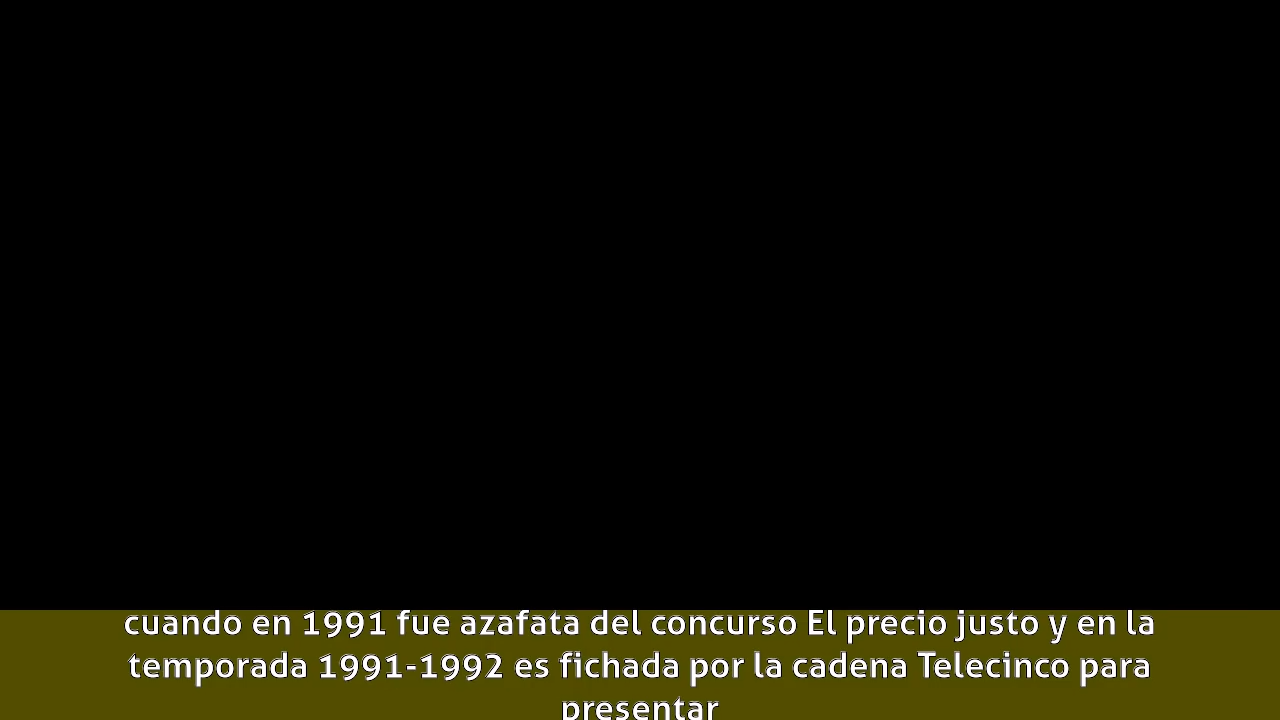 cuando en 1991 fue azafata del concurso El precio justo y en la
temporada 1991-1992 es fichada por la cadena Telecinco para
presentar